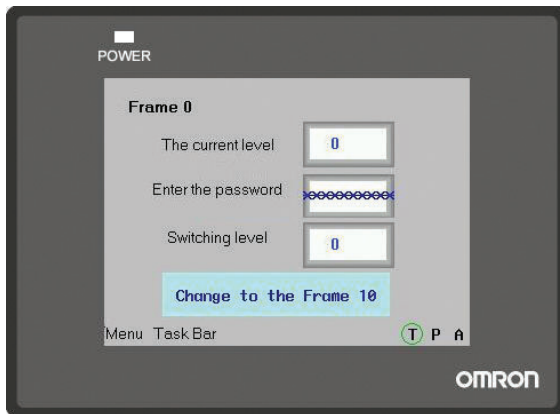 POWER
Frame 0
The current level 0
Enter the password
Switching level 0
Change to the Frame 10
Menu Task Bar T P A
OMRON